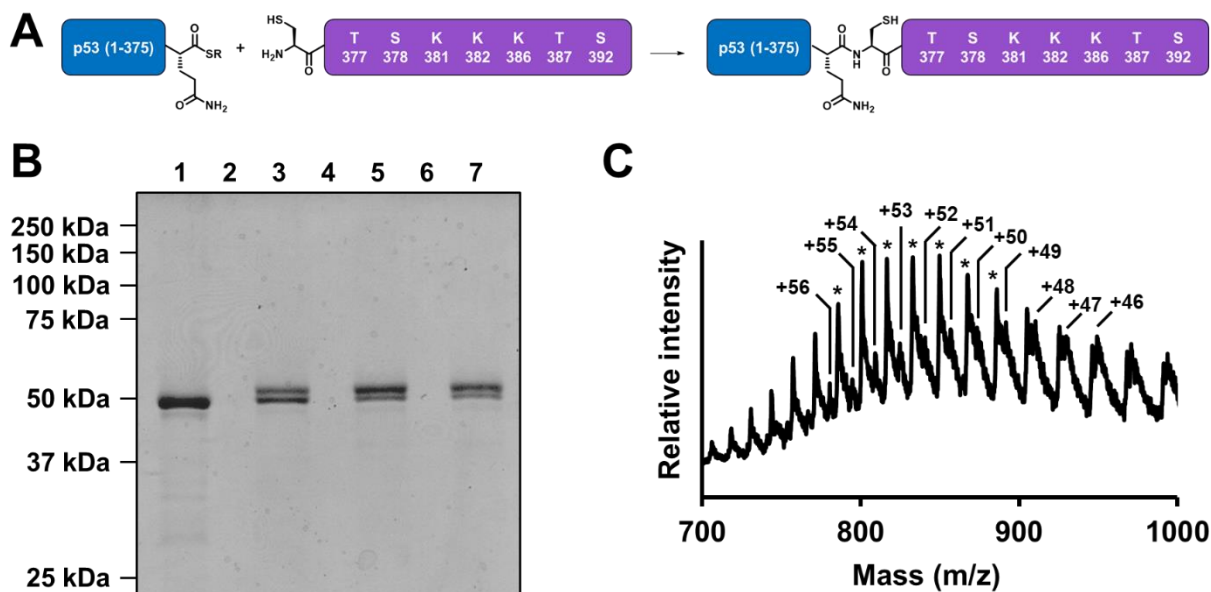 A
p53 (1-375)
O
SR
O
NH2
+
SH
H2N
O
T S K K K T S
377 378 381 382 386 387 392
p53 (1-375)
O
SH
N
H
O
O
NH2
T S K K K T S
377 378 381 382 386 387 392
B
1 2 3 4 5 6 7
250 kDa
150 kDa
100 kDa
75 kDa
50 kDa
37 kDa
25 kDa
C
Relative intensity
+56
+55
+54
+53
+52
+51
+50
+49
+48
+47
+46
* * * * * * *
700 800 900 1000
Mass (m/z)